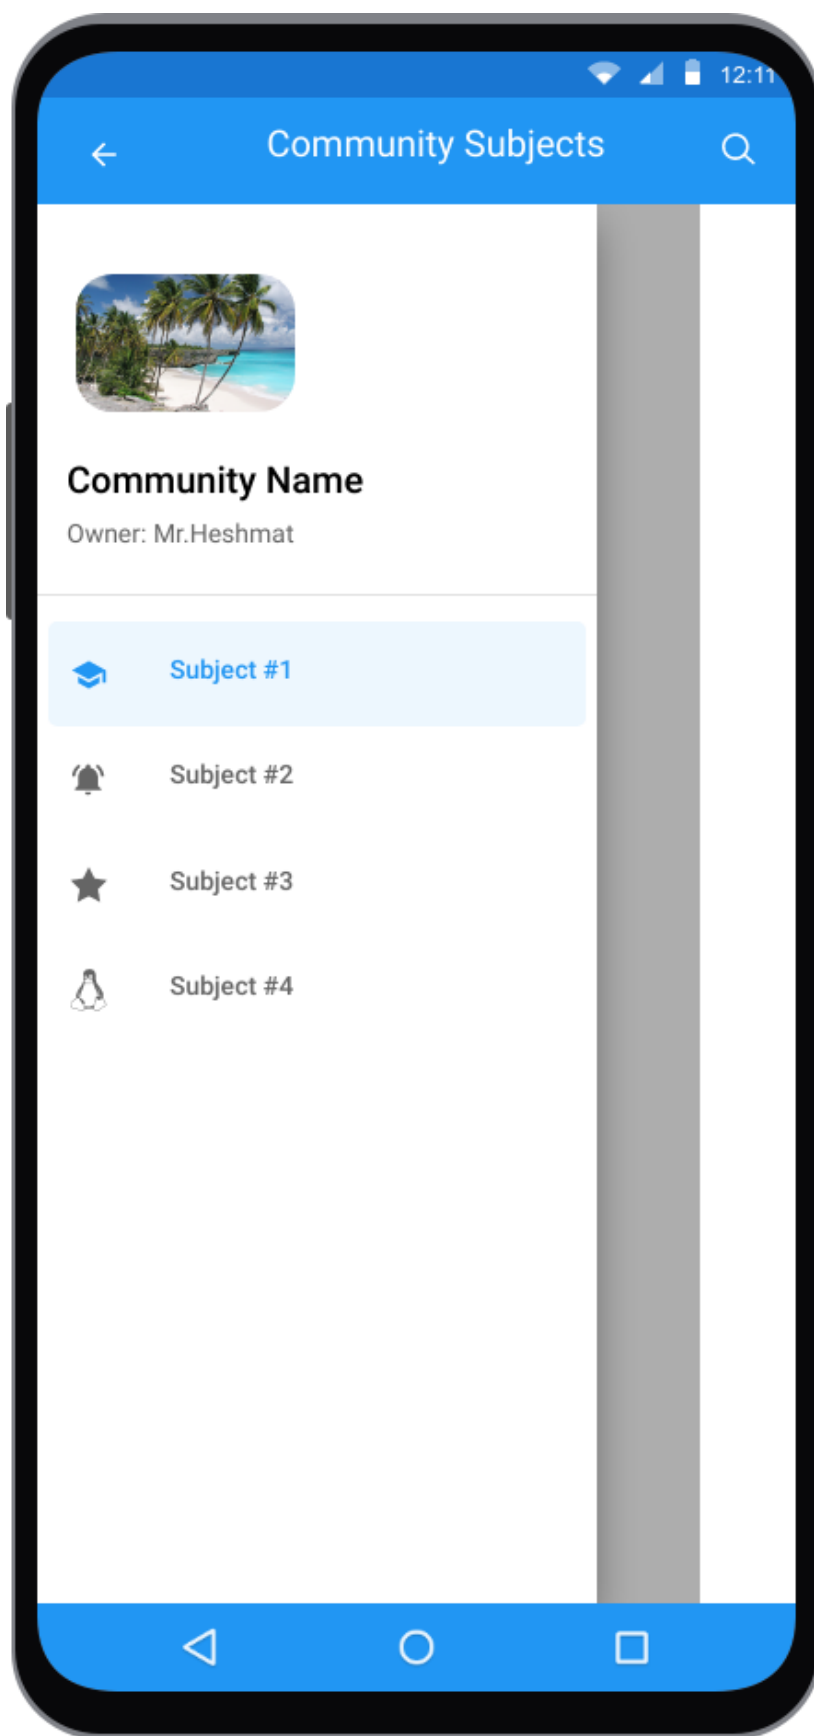 12:11
Community Subjects
Community Name
Owner: Mr.Heshmat
Subject #1
Subject #2
Subject #3
Subject #4